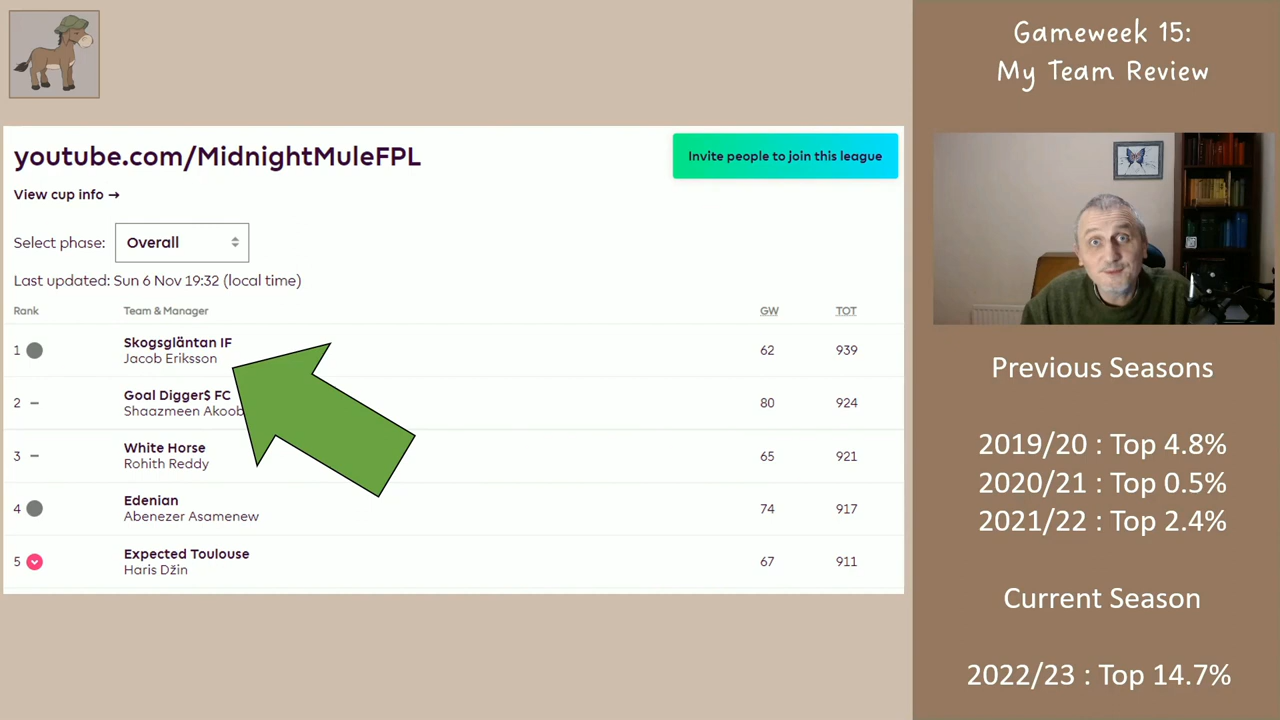 youtube.com/MidnightMuleFPL
Invite people to join this league
View cup info →
Select phase: Overall
Last updated: Sun 6 Nov 19:32 (local time)
Rank Team & Manager GW TOT
1 Skogsgläntan IF 62 939
Jacob Eriksson
2 Goal Digger$ FC 80 924
Shaazmeen Akoob
3 White Horse 65 921
Rohith Reddy
4 Edenian 74 917
Abenezer Asamenew
5 Expected Toulouse 67 911
Haris Džin
Gameweek 15:
My Team Review
Previous Seasons
2019/20 : Top 4.8%
2020/21 : Top 0.5%
2021/22 : Top 2.4%
Current Season
2022/23 : Top 14.7%